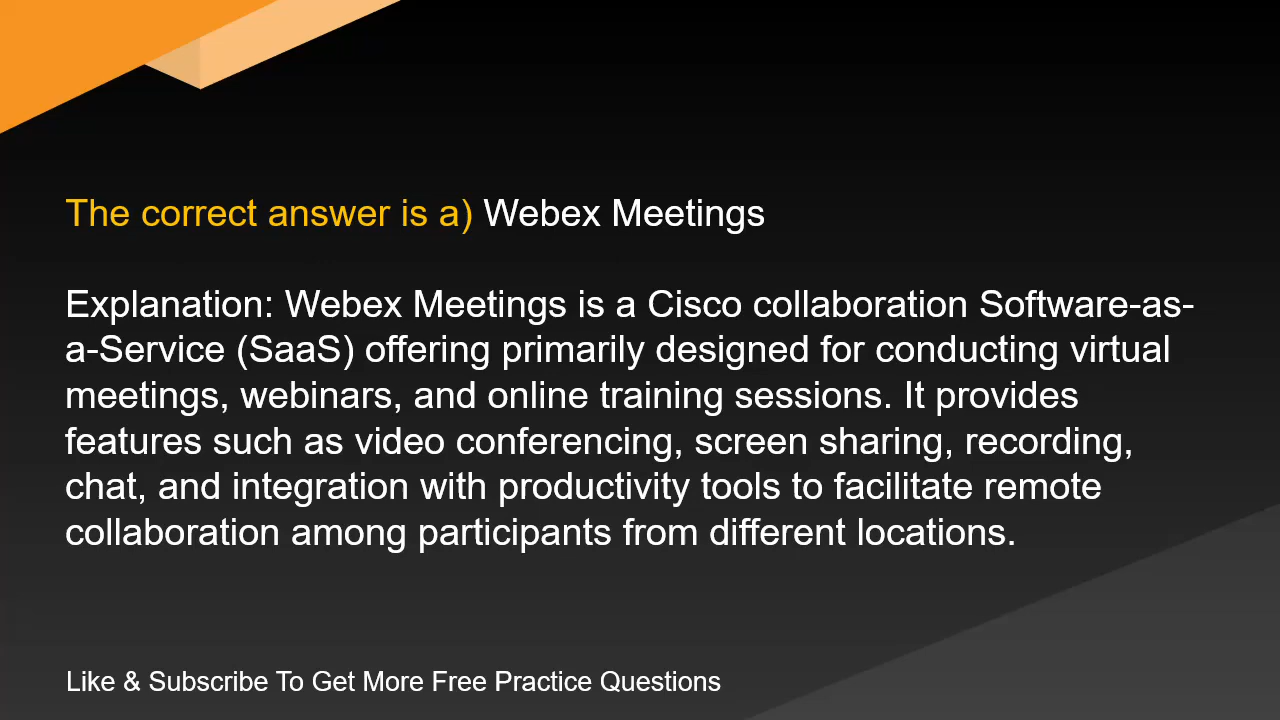 The correct answer is a) Webex Meetings
Explanation: Webex Meetings is a Cisco collaboration Software-as-
a-Service (SaaS) offering primarily designed for conducting virtual
meetings, webinars, and online training sessions. It provides
features such as video conferencing, screen sharing, recording,
chat, and integration with productivity tools to facilitate remote
collaboration among participants from different locations.
Like & Subscribe To Get More Free Practice Questions